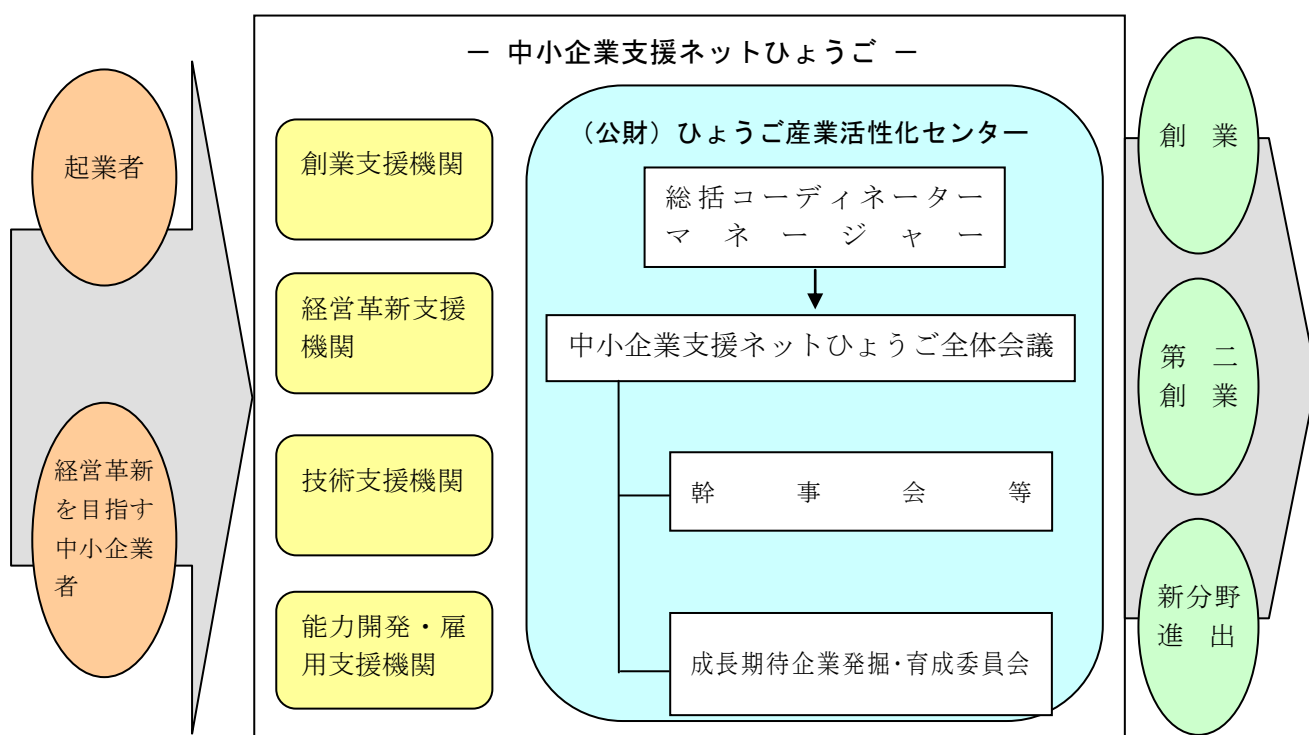 ― 中小企業支援ネットひょうご ―
起業者
経営革新
を目指す
中小企業
者
創業支援機関
経営革新支援
機関
技術支援機関
能力開発・雇
用支援機関
（公財）ひょうご産業活性化センター
総括コーディネーター
マネージャー
中小企業支援ネットひょうご全体会議
幹事会等
成長期待企業発掘・育成委員会
創業
第二
創業
新分野
進出